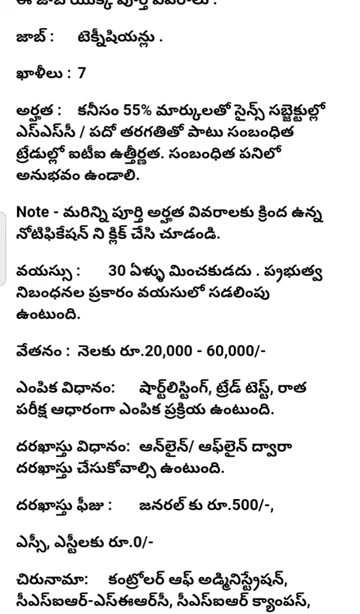 ఈ జాబ్ యొక్క పూర్తి వివరాలు :
జాబ్ : టెక్నీషియన్లు .
ఖాళీలు : 7
అర్హత : కనీసం 55% మార్కులతో సైన్స్ సబ్జెక్టుల్లో
ఎస్ఎస్‌సీ / పదో తరగతితో పాటు సంబంధిత
ట్రేడుల్లో ఐటీఐ ఉత్తీర్ణత. సంబంధిత పనిలో
అనుభవం ఉండాలి.
Note - మరిన్ని పూర్తి అర్హత వివరాలకు క్రింద ఉన్న
నోటిఫికేషన్ ని క్లిక్ చేసి చూడండి.
వయస్సు : 30 ఏళ్ళు మించకుడదు . ప్రభుత్వ
నిబంధనల ప్రకారం వయసులో సడలింపు
ఉంటుంది.
వేతనం : నెలకు రూ.20,000 - 60,000/-
ఎంపిక విధానం: షార్ట్‌లిస్టింగ్, ట్రేడ్ టెస్ట్, రాత
పరీక్ష ఆధారంగా ఎంపిక ప్రక్రియ ఉంటుంది.
దరఖాస్తు విధానం: ఆన్‌లైన్/ ఆఫ్‌లైన్ ద్వారా
దరఖాస్తు చేసుకోవాల్సి ఉంటుంది.
దరఖాస్తు ఫీజు : జనరల్ కు రూ.500/-,
ఎస్సీ, ఎస్టీలకు రూ.0/-
చిరునామా: కంట్రోలర్ ఆఫ్ అడ్మినిస్ట్రేషన్,
సీఎస్ఐఆర్-ఎస్ఈఆర్‌సీ, సీఎస్ఐఆర్ క్యాంపస్,